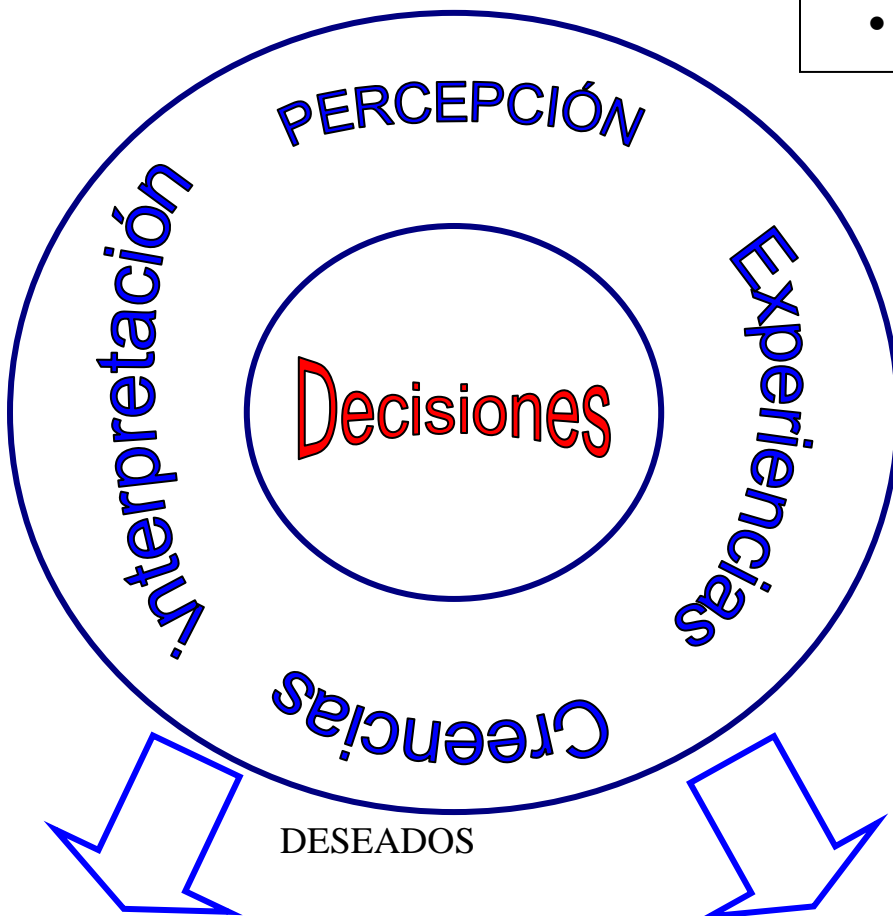 •
PERCEPCIÓN
Experiencias
Creencias
interpretación
Decisiones
DESEADOS